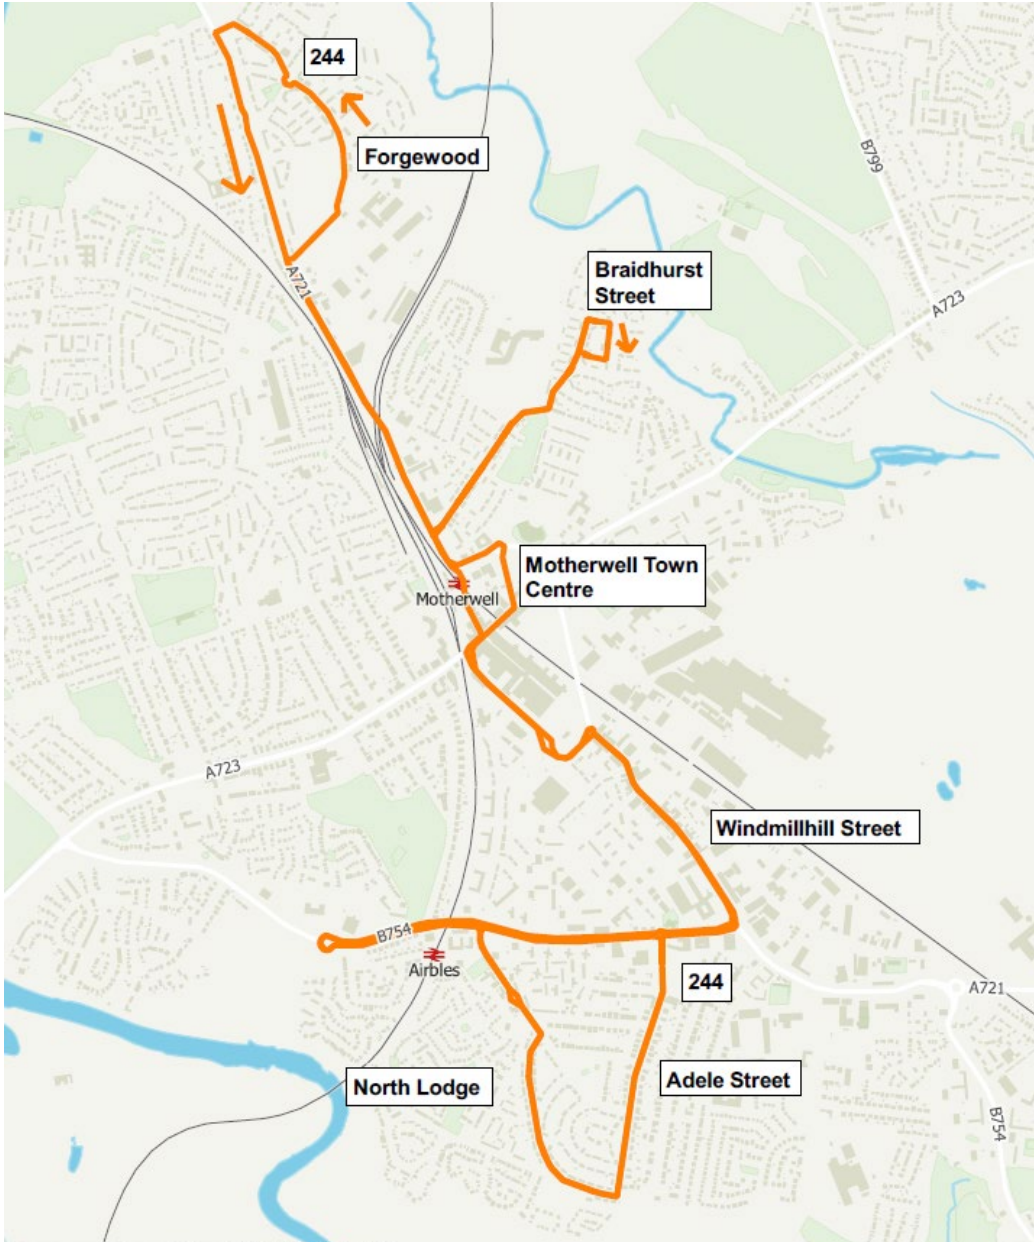 244
Forgewood
B799
Braidhurst
Street
A721
A723
Motherwell Town
Centre
Motherwell
A723
Windmillhill Street
B754
Airbles
244
A721
North Lodge
Adele Street
B754